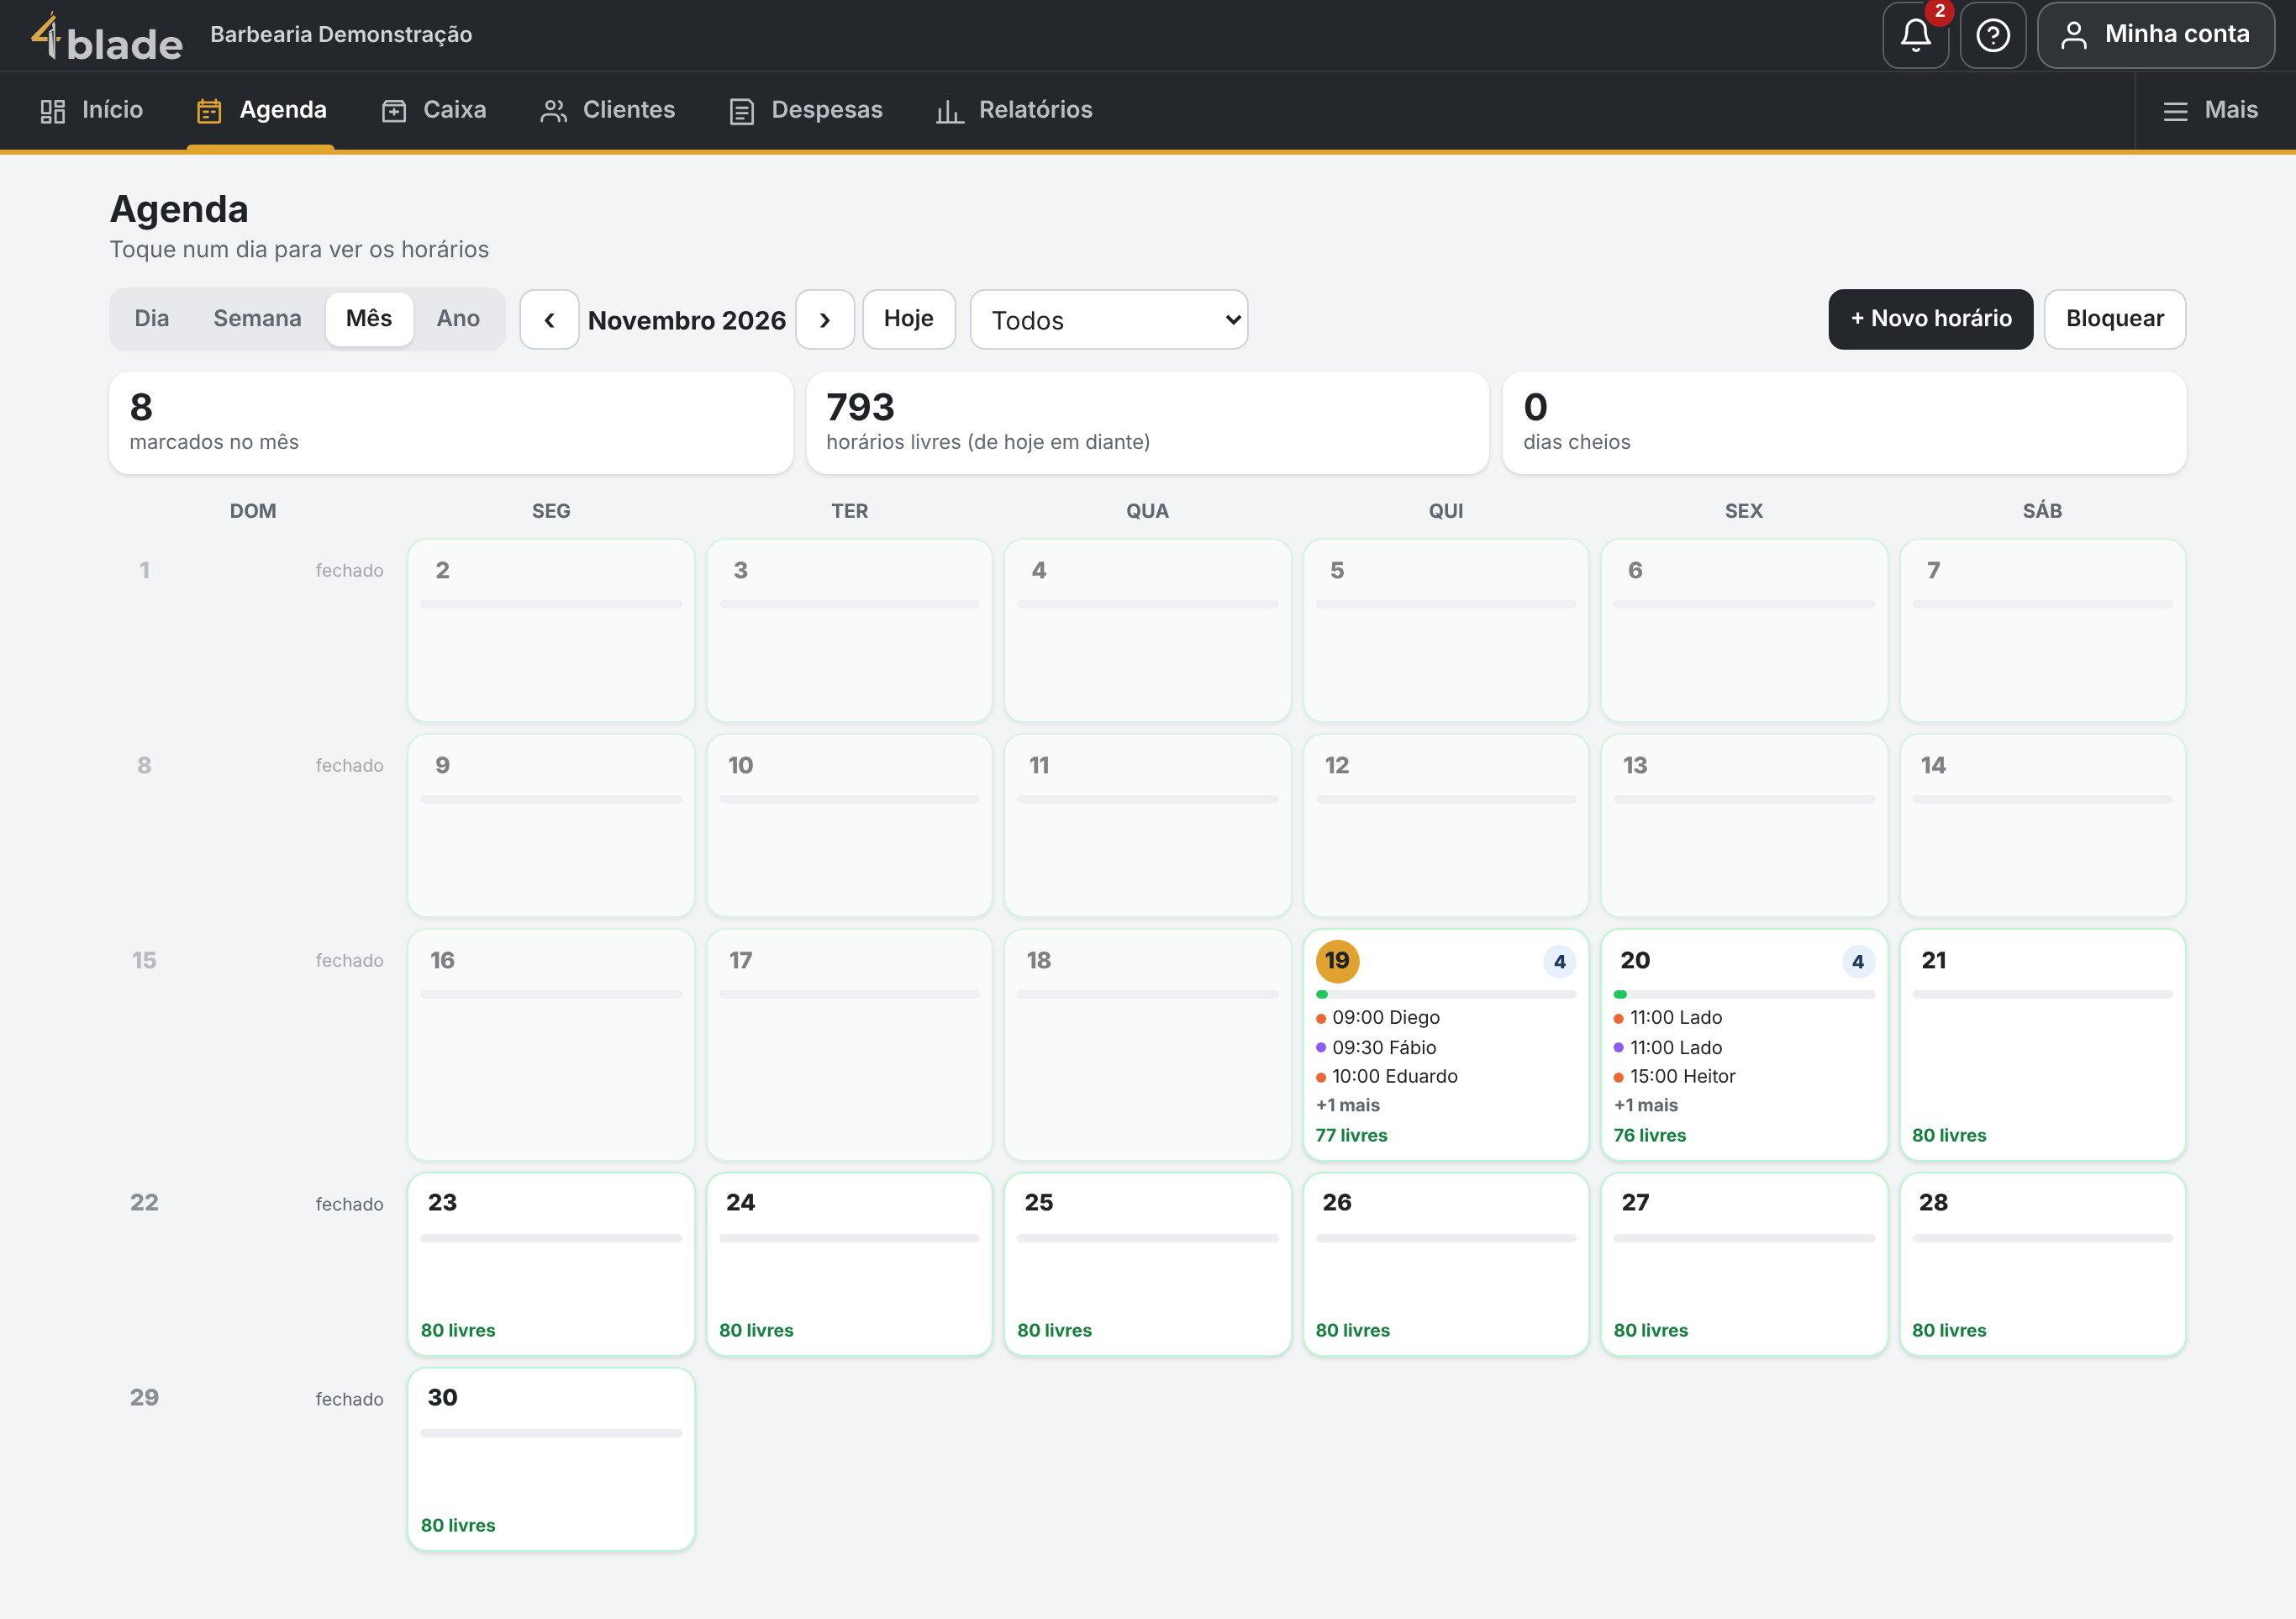 4blade Barbearia Demonstração 2 Minha conta
Início Agenda Caixa Clientes Despesas Relatórios Mais
Agenda
Toque num dia para ver os horários
Dia Semana Mês Ano ‹ Novembro 2026 › Hoje Todos + Novo horário Bloquear
8 793 0
marcados no mês horários livres (de hoje em diante) dias cheios
DOM SEG TER QUA QUI SEX SÁB
1 fechado 2 3 4 5 6 7
8 fechado 9 10 11 12 13 14
15 fechado 16 17 18 19 4 20 4 21
09:00 Diego 11:00 Lado
09:30 Fábio 11:00 Lado
10:00 Eduardo 15:00 Heitor
+1 mais +1 mais
77 livres 76 livres 80 livres
22 fechado 23 24 25 26 27 28
80 livres 80 livres 80 livres 80 livres 80 livres 80 livres
29 fechado 30
80 livres